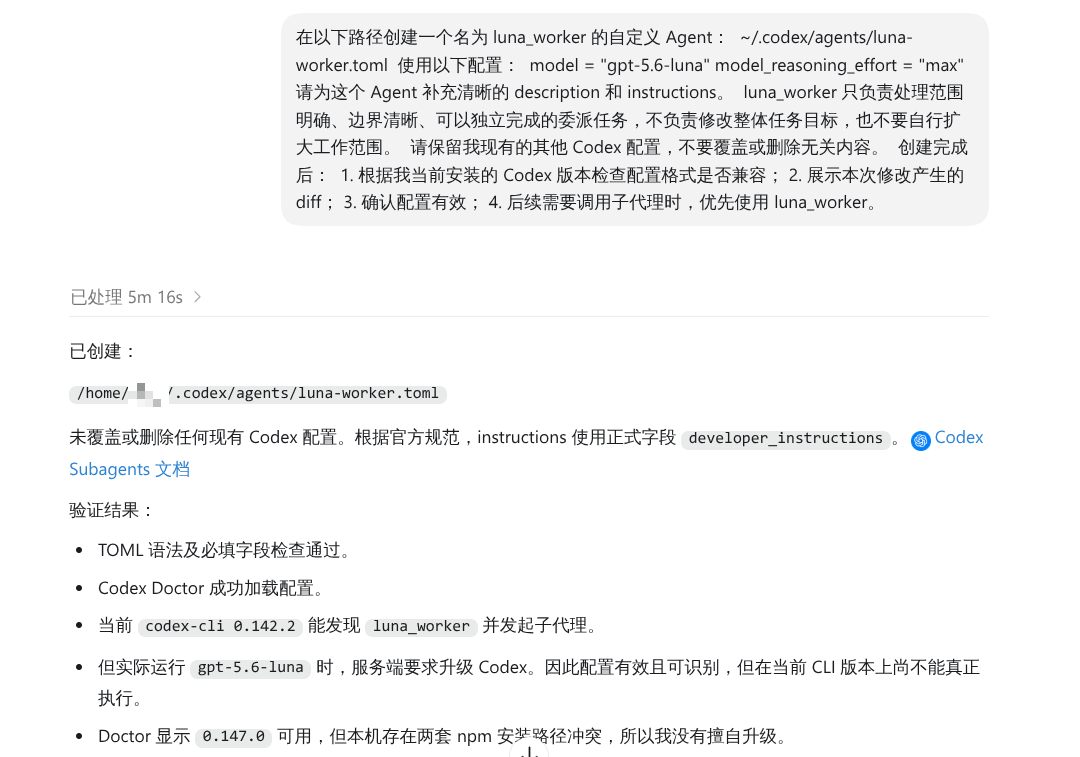 在以下路径创建一个名为 luna_worker 的自定义 Agent： ~/.codex/agents/luna-
worker.toml 使用以下配置： model = "gpt-5.6-luna" model_reasoning_effort = "max"
请为这个 Agent 补充清晰的 description 和 instructions。 luna_worker 只负责处理范围
明确、边界清晰、可以独立完成的委派任务，不负责修改整体任务目标，也不要自行扩
大工作范围。 请保留我现有的其他 Codex 配置，不要覆盖或删除无关内容。 创建完成
后： 1. 根据我当前安装的 Codex 版本检查配置格式是否兼容； 2. 展示本次修改产生的
diff； 3. 确认配置有效； 4. 后续需要调用子代理时，优先使用 luna_worker。
已处理 5m 16s
已创建：
/home/ /.codex/agents/luna-worker.toml
未覆盖或删除任何现有 Codex 配置。根据官方规范，instructions 使用正式字段 developer_instructions 。 Codex
Subagents 文档
验证结果：
• TOML 语法及必填字段检查通过。
• Codex Doctor 成功加载配置。
• 当前 codex-cli 0.142.2 能发现 luna_worker 并发起子代理。
• 但实际运行 gpt-5.6-luna 时，服务端要求升级 Codex。因此配置有效且可识别，但在当前 CLI 版本上尚不能真正
执行。
• Doctor 显示 0.147.0 可用，但本机存在两套 npm 安装路径冲突，所以我没有擅自升级。